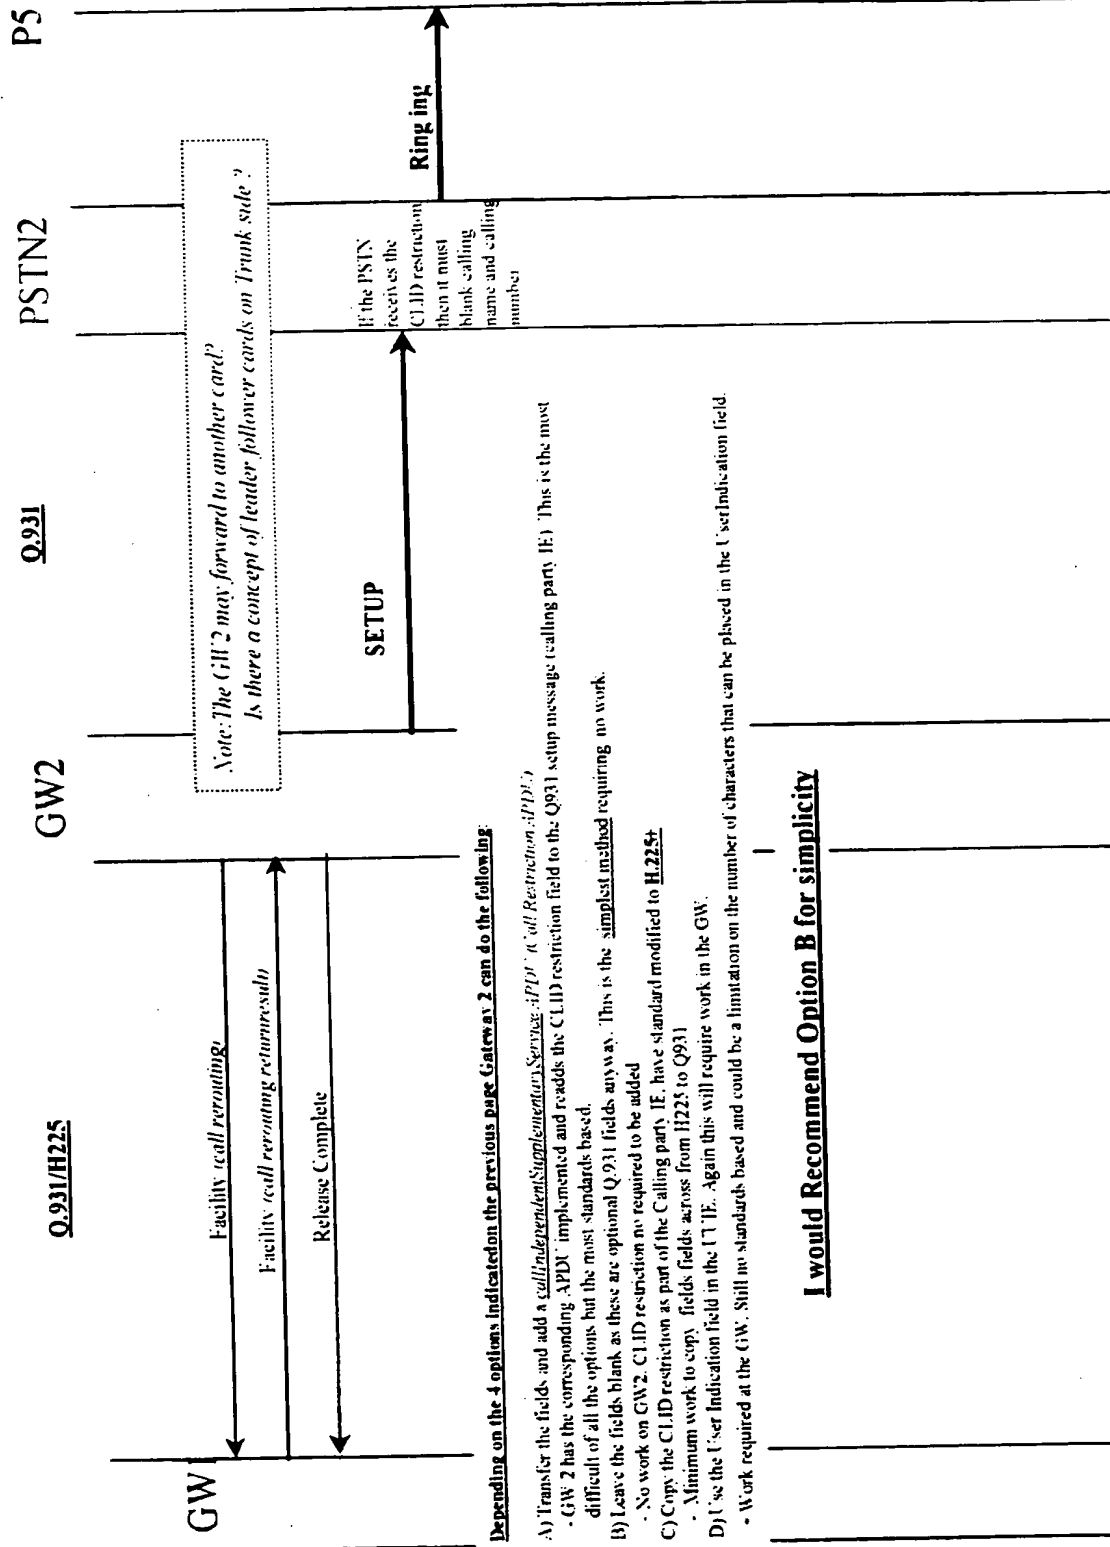 GW
GW2
PSTN2
P5
Q.931/H225
Q.931
Facility (call rerouting)
Facility (call rerouting returnresult)
Release Complete
Note: The GW2 may forward to another card?
Is there a concept of leader follower cards on Trunk side ?
SETUP
If the PSTN
receives the
CLID restriction
then it must
blank calling
name and calling
number
Ring ing
Depending on the 4 options indicatedon the previous page Gateway 2 can do the following:
A) Transfer the fields and add a callIndependentSupplementaryService APDU (Call Restriction APDU)
- GW 2 has the corresponding APDU implemented and readds the CLID restriction field to the Q931 setup message (calling party IE) This is the most
difficult of all the options but the most standards based.
B) Leave the fields blank as these are optional Q.931 fields anyway. This is the simplest method requiring no work.
- No work on GW2. CLID restriction no required to be added
C) Copy the CLID restriction as part of the Calling party IE, have standard modified to H.225+
- Minimum work to copy fields fields across from H225 to Q931
D) Use the User Indication field in the UUIE. Again this will require work in the GW.
- Work required at the GW. Still no standards based and could be a limitation on the number of characters that can be placed in the UserIndication field.
I would Recommend Option B for simplicity